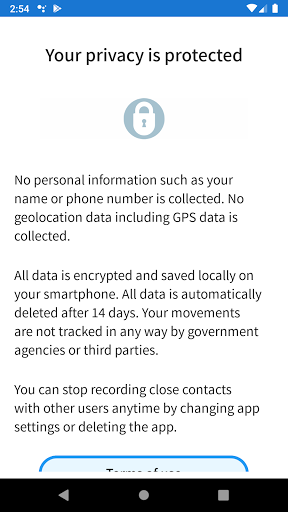 2:54
Your privacy is protected
No personal information such as your
name or phone number is collected. No
geolocation data including GPS data is
collected.
All data is encrypted and saved locally on
your smartphone. All data is automatically
deleted after 14 days. Your movements
are not tracked in any way by government
agencies or third parties.
You can stop recording close contacts
with other users anytime by changing app
settings or deleting the app.
Terms of use